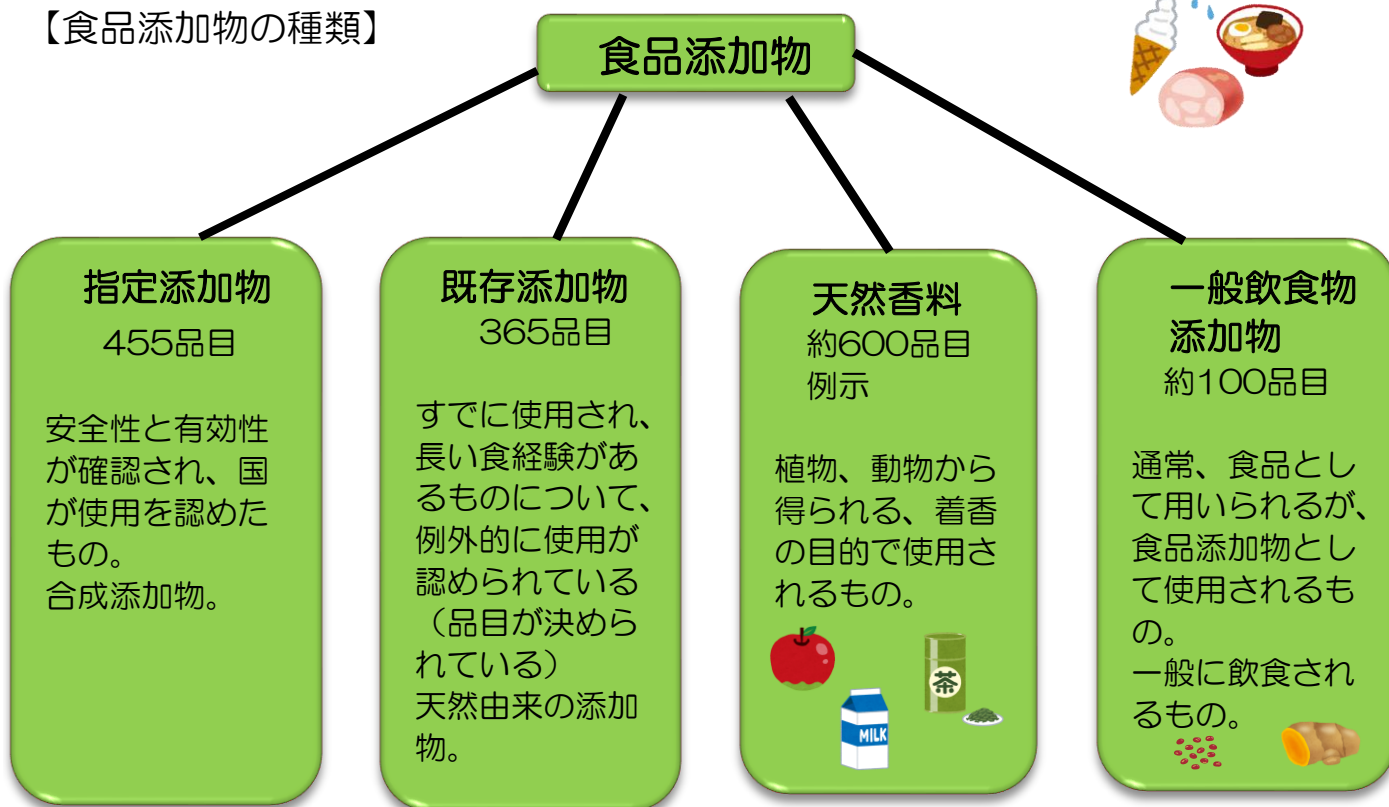 【食品添加物の種類】
食品添加物
指定添加物
455品目
安全性と有効性
が確認され、国
が使用を認めた
もの。
合成添加物。
既存添加物
365品目
すでに使用され、
長い食経験があ
るものについて、
例外的に使用が
認められている
（品目が決めら
れている）
天然由来の添加
物。
天然香料
約600品目
例示
植物、動物から
得られる、着香
の目的で使用さ
れるもの。
茶
MILK
一般飲食物
添加物
約100品目
通常、食品とし
て用いられるが、
食品添加物とし
て使用されるも
の。
一般に飲食され
るもの。